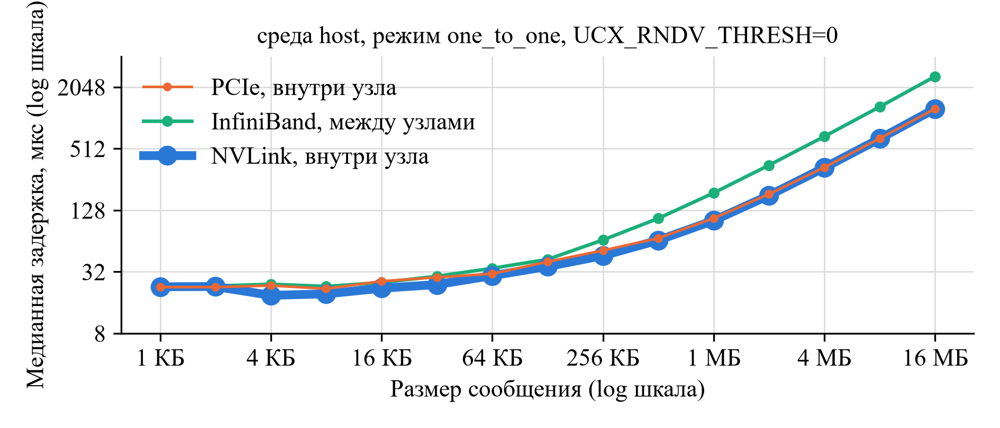 среда host, режим one_to_one, UCX_RNDV_THRESH=0
Медианная задержка, мкс (log шкала)
2048
512
128
32
8
PCIe, внутри узла
InfiniBand, между узлами
NVLink, внутри узла
1 КБ
4 КБ
16 КБ
64 КБ
256 КБ
1 МБ
4 МБ
16 МБ
Размер сообщения (log шкала)